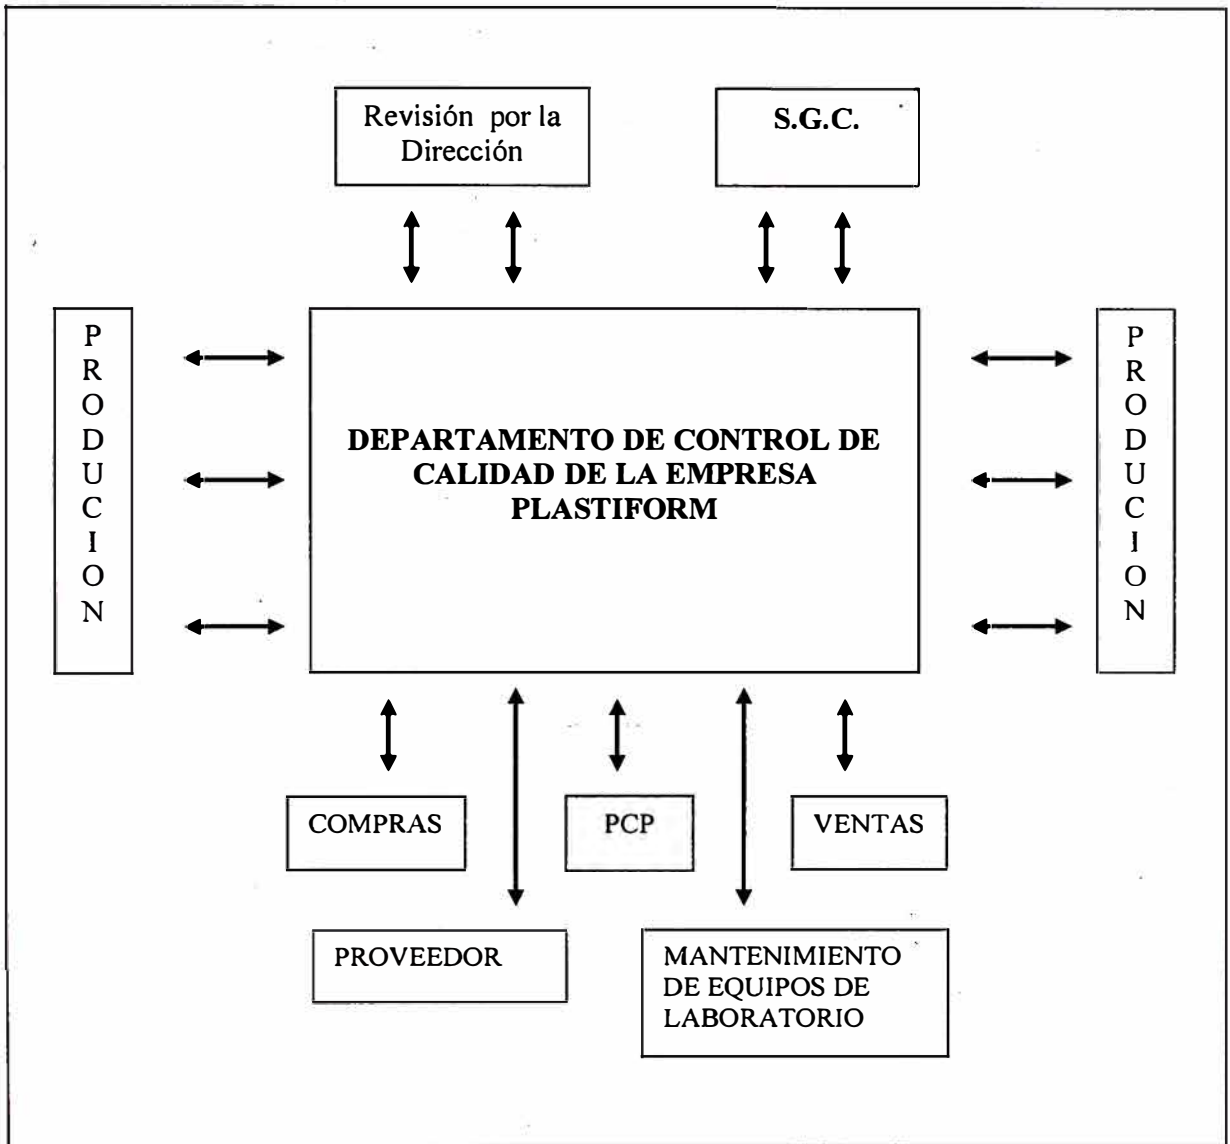 Revisión por la
Dirección
S.G.C.
P
R
O
D
U
C
I
O
N
DEPARTAMENTO DE CONTROL DE
CALIDAD DE LA EMPRESA
PLASTIFORM
P
R
O
D
U
C
I
O
N
COMPRAS
PCP
VENTAS
PROVEEDOR
MANTENIMIENTO
DE EQUIPOS DE
LABORATORIO